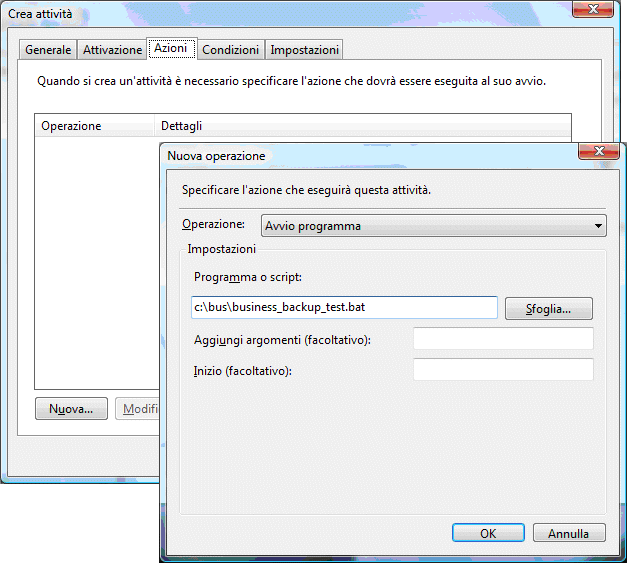 Crea attività
Generale Attivazione Azioni Condizioni Impostazioni
Quando si crea un'attività è necessario specificare l'azione che dovrà essere eseguita al suo avvio.
Operazione Dettagli
Nuova operazione
Specificare l'azione che eseguirà questa attività.
Operazione: Avvio programma
Impostazioni
Programma o script:
c:\bus\business_backup_test.bat Sfoglia...
Aggiungi argomenti (facoltativo):
Inizio (facoltativo):
Nuova... Modifi
OK Annulla